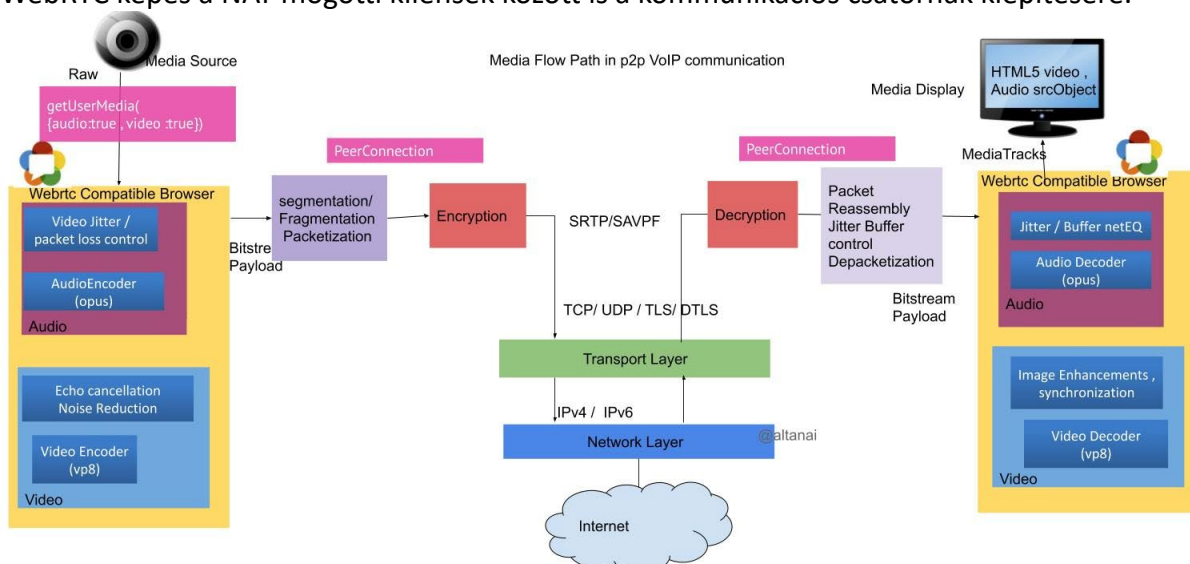 WebRTC képes a NAT mögötti kliensek között is a kommunikációs csatornák kiépítésére.
Media Source
Raw
getUserMedia(
{audio:true , video :true})
Webrtc Compatible Browser
Video Jitter /
packet loss control
AudioEncoder
(opus)
Audio
Echo cancellation
Noise Reduction
Video Encoder
(vp8)
Video
Payload
segmentation/
Fragmentation
Packetization
PeerConnection
Encryption
Media Flow Path in p2p VoIP communication
SRTP/SAVPF
TCP/ UDP / TLS/ DTLS
Transport Layer
IPv4 / IPv6
Network Layer
@altanai
Internet
PeerConnection
Decryption
Packet
Reassembly
Jitter Buffer
control
Depacketization
Bitstream
Payload
Media Display
HTML5 video ,
Audio srcObject
MediaTracks
Webrtc Compatible Browser
Jitter / Buffer netEQ
Audio Decoder
(opus)
Audio
Image Enhancements ,
synchronization
Video Decoder
(vp8)
Video